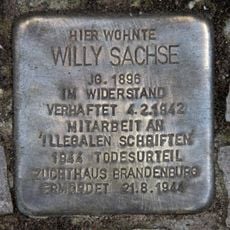 HIER WOHNTE
WILLY SACHSE
JG. 1896
IM WIDERSTAND
VERHAFTET 4.2.1942
MITARBEIT AN
'ILLEGALEN SCHRIFTEN'
1944 TODESURTEIL
ZUCHTHAUS BRANDENBURG
ERMORDET 21.8.1944